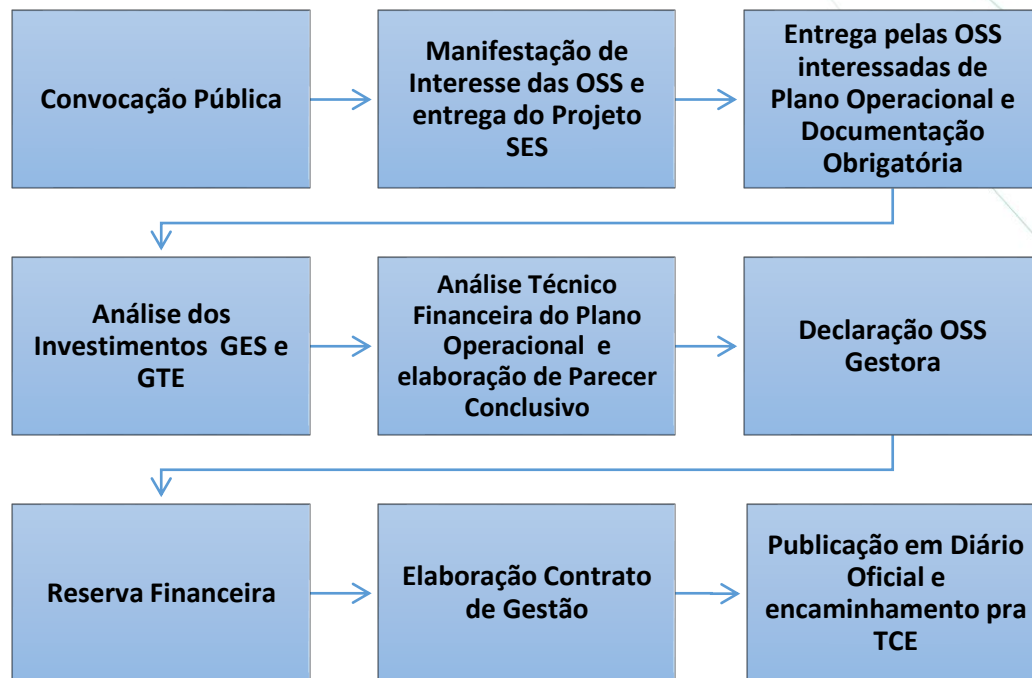 Convocação Pública
Manifestação de
Interesse das OSS e
entrega do Projeto
SES
Entrega pelas OSS
interessadas de
Plano Operacional e
Documentação
Obrigatória
Análise dos
Investimentos GES e
GTE
Análise Técnico
Financeira do Plano
Operacional e
elaboração de Parecer
Conclusivo
Declaração OSS
Gestora
Reserva Financeira
Elaboração Contrato
de Gestão
Publicação em Diário
Oficial e
encaminhamento pra
TCE